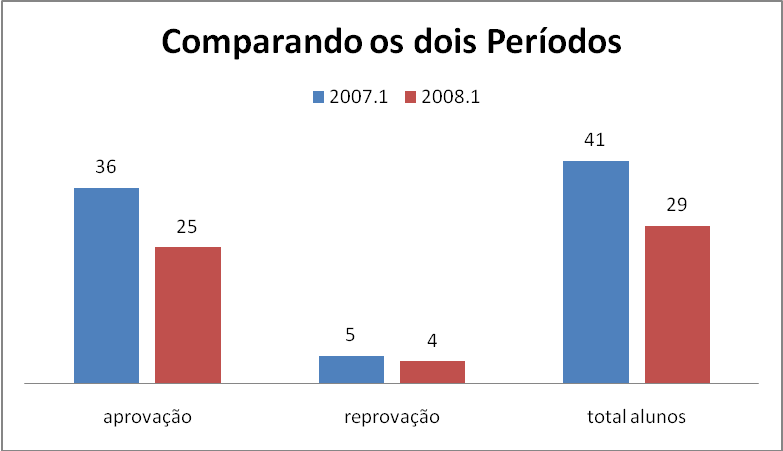 Comparando os dois Períodos
2007.1 2008.1
36
25
5
4
41
29
aprovação
reprovação
total alunos